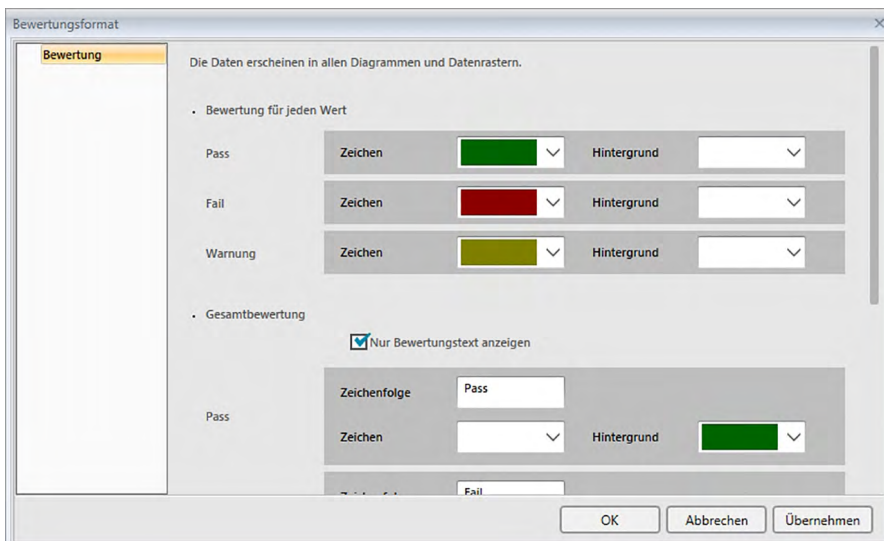 Bewertungsformat
Bewertung
Die Daten erscheinen in allen Diagrammen und Datenrastern.
Bewertung für jeden Wert
Pass Zeichen Hintergrund
Fail Zeichen Hintergrund
Warnung Zeichen Hintergrund
Gesamtbewertung
Nur Bewertungstext anzeigen
Zeichenfolge Pass
Pass
Zeichen Hintergrund
Fail
OK Abbrechen Übernehmen